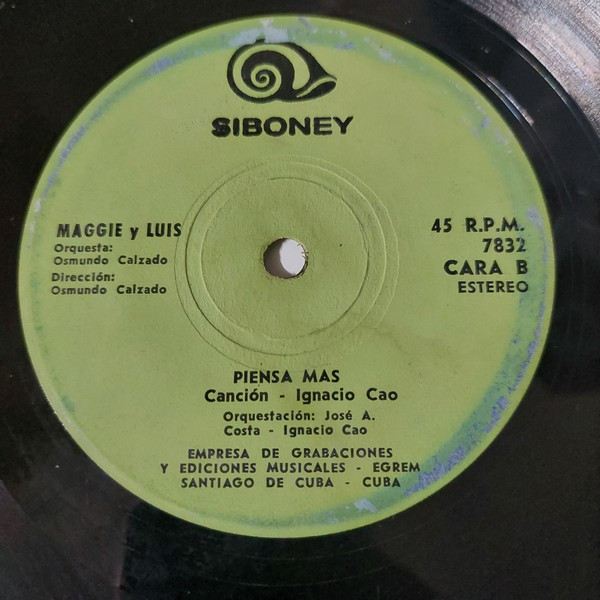 SIBONEY
MAGGIE y LUIS
Orquesta:
Osmundo Calzado
Dirección:
Osmundo Calzado
45 R.P.M.
7832
CARA B
ESTEREO
PIENSA MAS
Canción - Ignacio Cao
Orquestación: José A.
Costa - Ignacio Cao
EMPRESA DE GRABACIONES
Y EDICIONES MUSICALES - EGREM
SANTIAGO DE CUBA - CUBA